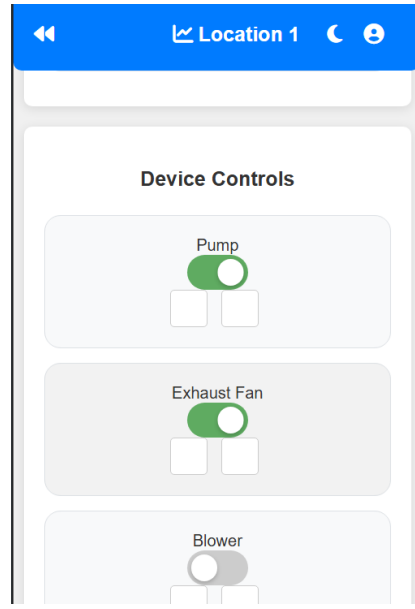 Location 1
Device Controls
Pump
Exhaust Fan
Blower